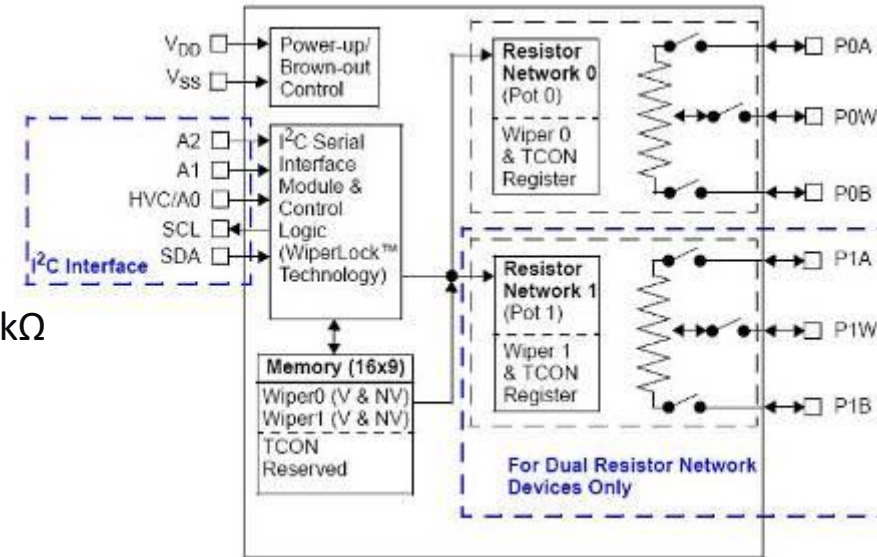 VDD
VSS
Power-up/
Brown-out
Control
A2
A1
HVC/A0
SCL
SDA
I2C Interface
I2C Serial
Interface
Module &
Control
Logic
(WiperLock™
Technology)
kΩ
Memory (16x9)
Wiper0 (V & NV)
Wiper1 (V & NV)
TCON
Reserved
Resistor
Network 0
(Pot 0)
Wiper 0
& TCON
Register
P0A
P0W
P0B
Resistor
Network 1
(Pot 1)
Wiper 1
& TCON
Register
P1A
P1W
P1B
For Dual Resistor Network
Devices Only